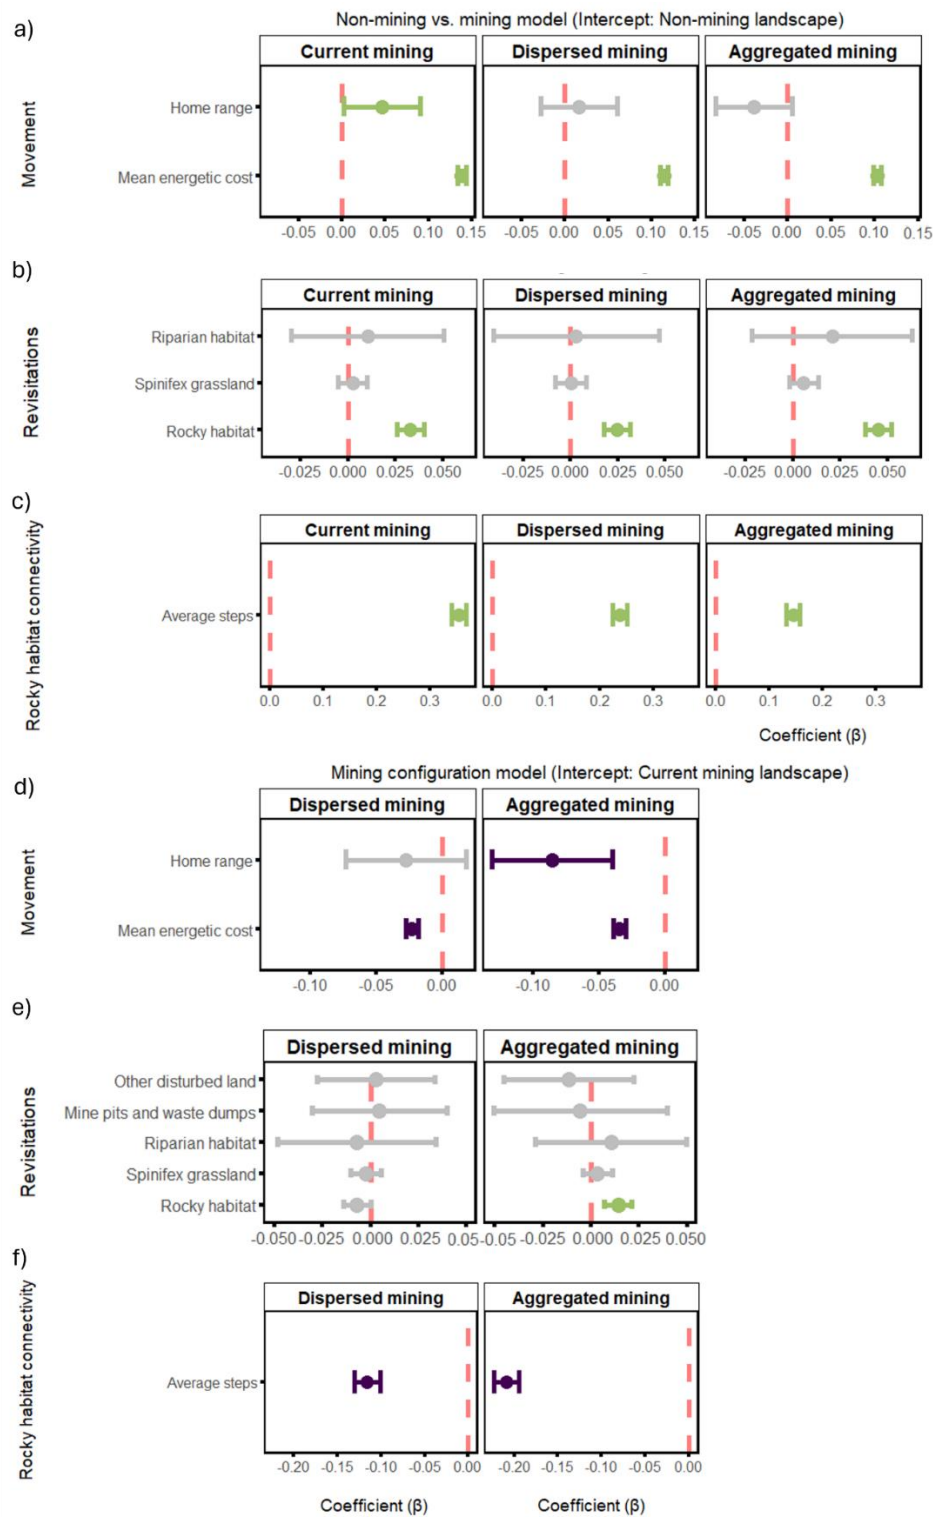 Non-mining vs. mining model (Intercept: Non-mining landscape)
a)
Current mining Dispersed mining Aggregated mining
Movement
Home range
Mean energetic cost
-0.05 0.00 0.05 0.10 0.15 -0.05 0.00 0.05 0.10 0.15 -0.05 0.00 0.05 0.10 0.15
b)
Current mining Dispersed mining Aggregated mining
Revisitations
Riparian habitat
Spinifex grassland
Rocky habitat
-0.025 0.000 0.025 0.050 -0.025 0.000 0.025 0.050 -0.025 0.000 0.025 0.050
c)
Current mining Dispersed mining Aggregated mining
Rocky habitat connectivity
Average steps
0.0 0.1 0.2 0.3 0.0 0.1 0.2 0.3 0.0 0.1 0.2 0.3
Coefficient (β)
Mining configuration model (Intercept: Current mining landscape)
d)
Dispersed mining Aggregated mining
Movement
Home range
Mean energetic cost
-0.10 -0.05 0.00 -0.10 -0.05 0.00
e)
Dispersed mining Aggregated mining
Revisitations
Other disturbed land
Mine pits and waste dumps
Riparian habitat
Spinifex grassland
Rocky habitat
-0.050 -0.025 0.000 0.025 0.05 -0.05 -0.025 0.000 0.025 0.050
f)
Dispersed mining Aggregated mining
Rocky habitat connectivity
Average steps
-0.20 -0.15 -0.10 -0.05 0.00 -0.20 -0.15 -0.10 -0.05 0.00
Coefficient (β) Coefficient (β)